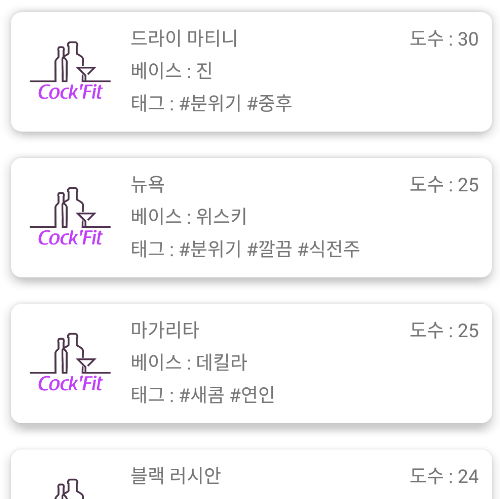 드라이 마티니 도수 : 30
베이스 : 진
Cock'Fit
태그 : #분위기 #중후
뉴욕 도수 : 25
베이스 : 위스키
Cock'Fit
태그 : #분위기 #깔끔 #식전주
마가리타 도수 : 25
베이스 : 데킬라
Cock'Fit
태그 : #새콤 #연인
블랙 러시안 도수 : 24